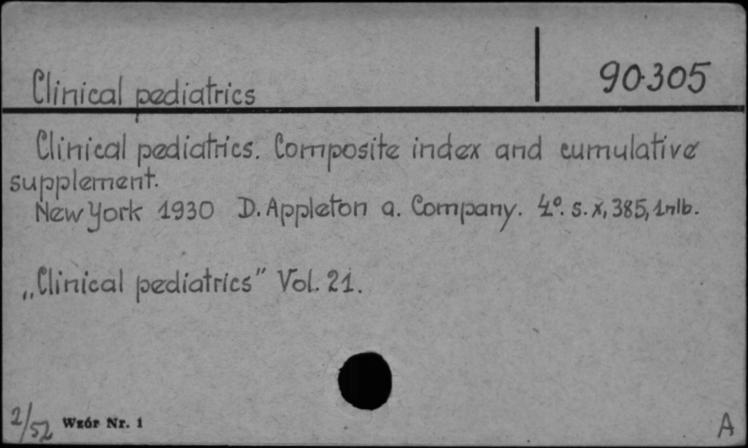 Clinical pediatrics
90305
Clinical pediatrics. Composite index and cumulative
supplement.
New York 1930 D. Appleton a. Company. 4°. s. x, 385, 1nlb.
„Clinical pediatrics" Vol. 21.
2/52 Wzór Nr. 1
A